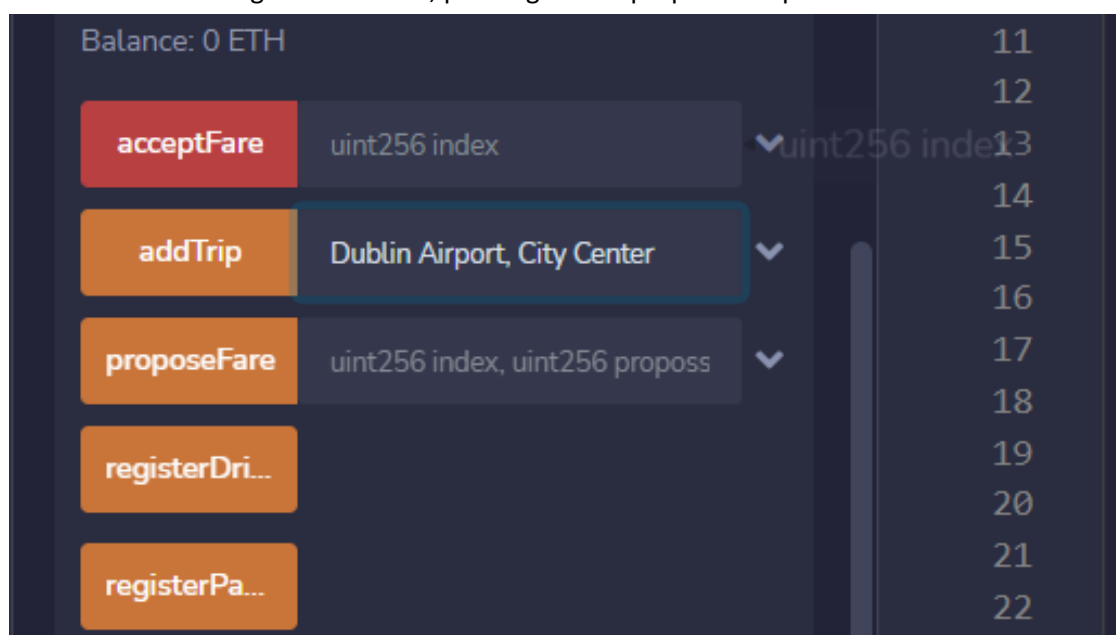 Balance: 0 ETH
acceptFare uint256 index
uint256 index
addTrip Dublin Airport, City Center
proposeFare uint256 index, uint256 proposs
registerDri...
registerPa...
11
12
13
14
15
16
17
18
19
20
21
22